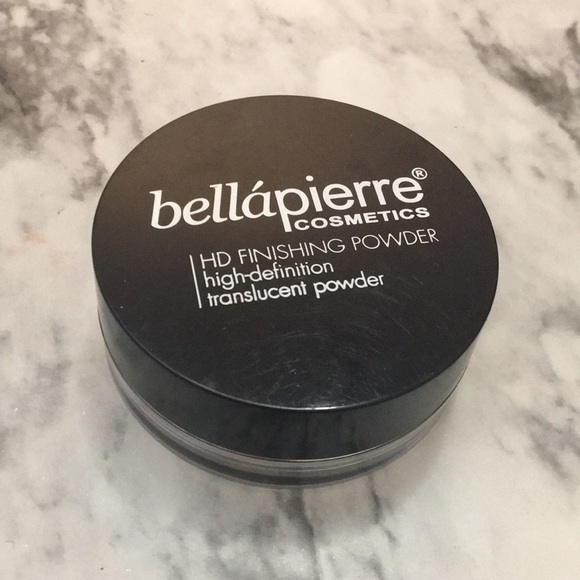 bellápierre®
COSMETICS
HD FINISHING POWDER
high-definition
translucent powder